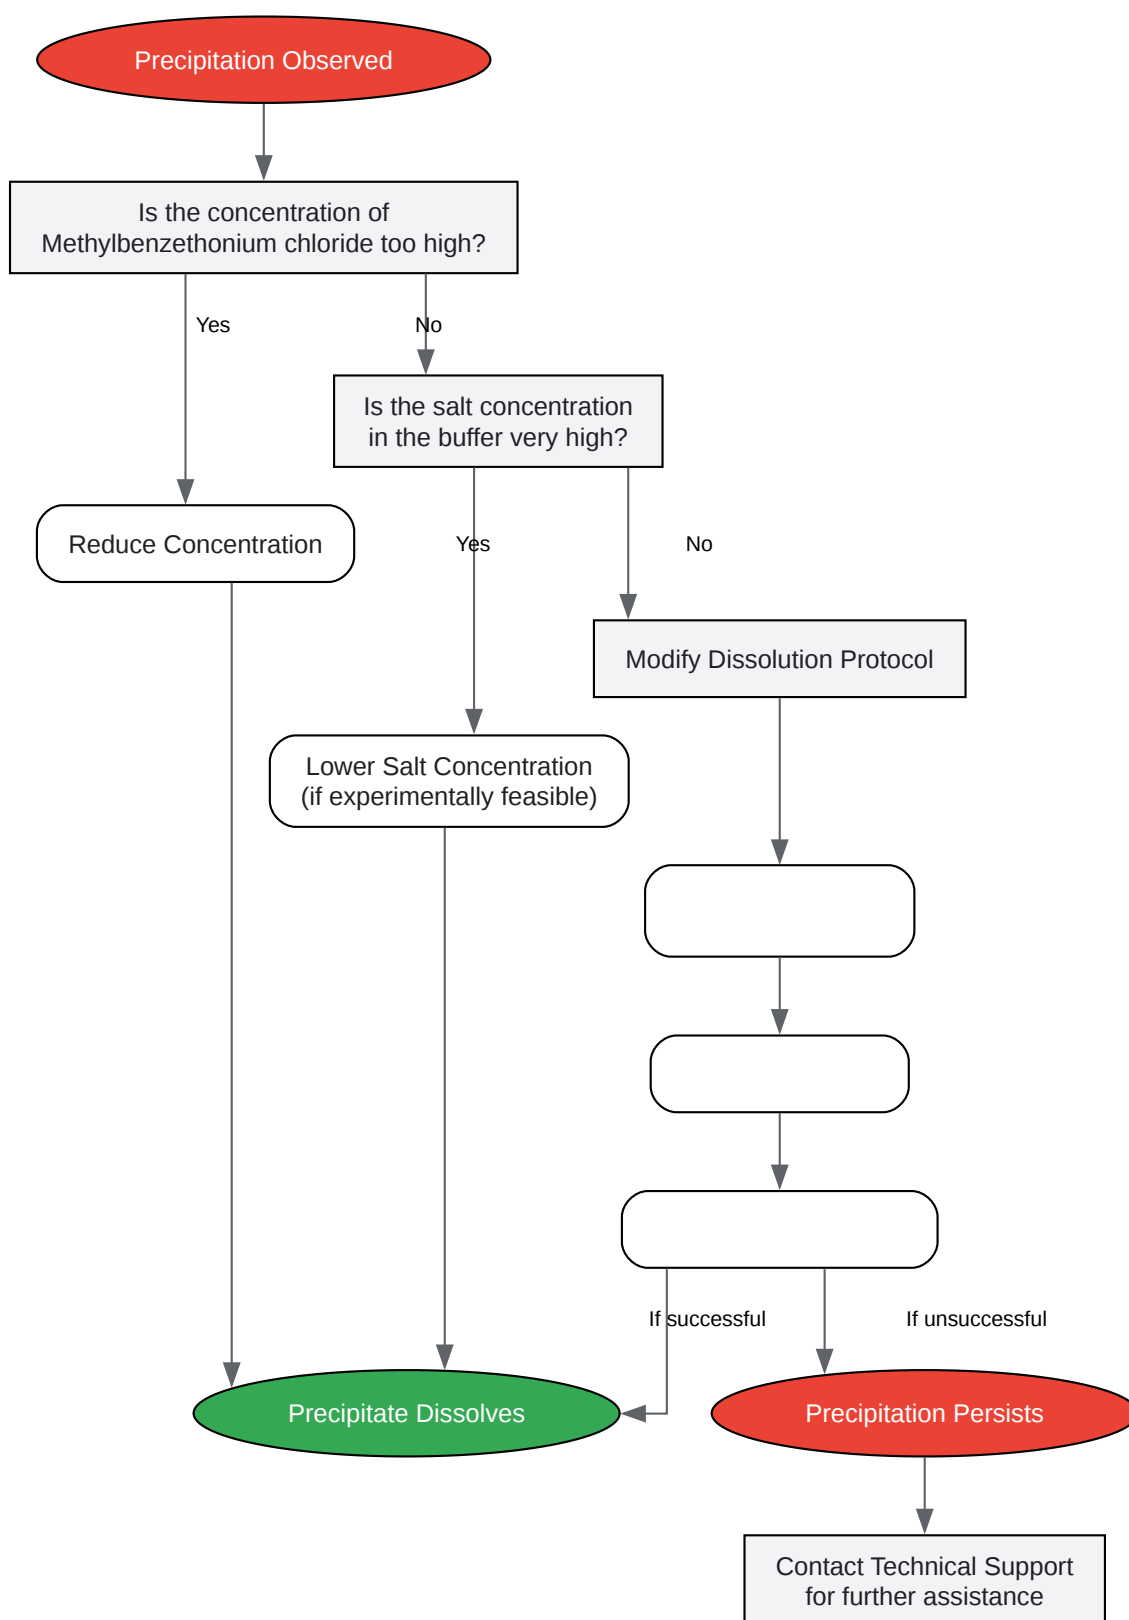 Precipitation Observed
Is the concentration of
Methylbenzethonium chloride too high?
Yes
No
Is the salt concentration
in the buffer very high?
Reduce Concentration
Yes
No
Modify Dissolution Protocol
Lower Salt Concentration
(if experimentally feasible)
If successful
If unsuccessful
Precipitate Dissolves
Precipitation Persists
Contact Technical Support
for further assistance